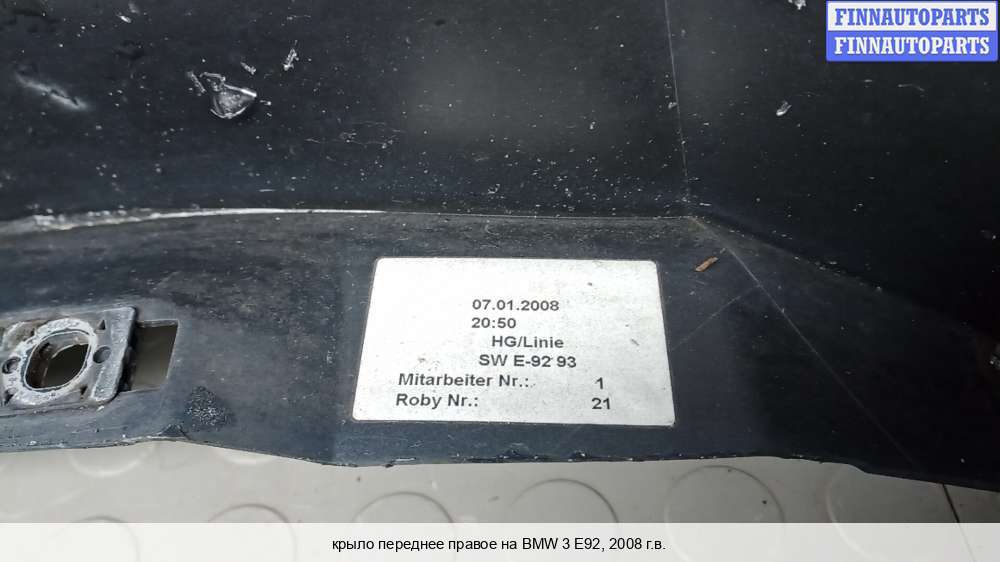 FINNAUTOPARTS
FINNAUTOPARTS
07.01.2008
20:50
HG/Linie
SW E-92 93
Mitarbeiter Nr.: 1
Roby Nr.: 21
крыло переднее правое на BMW 3 E92, 2008 г.в.